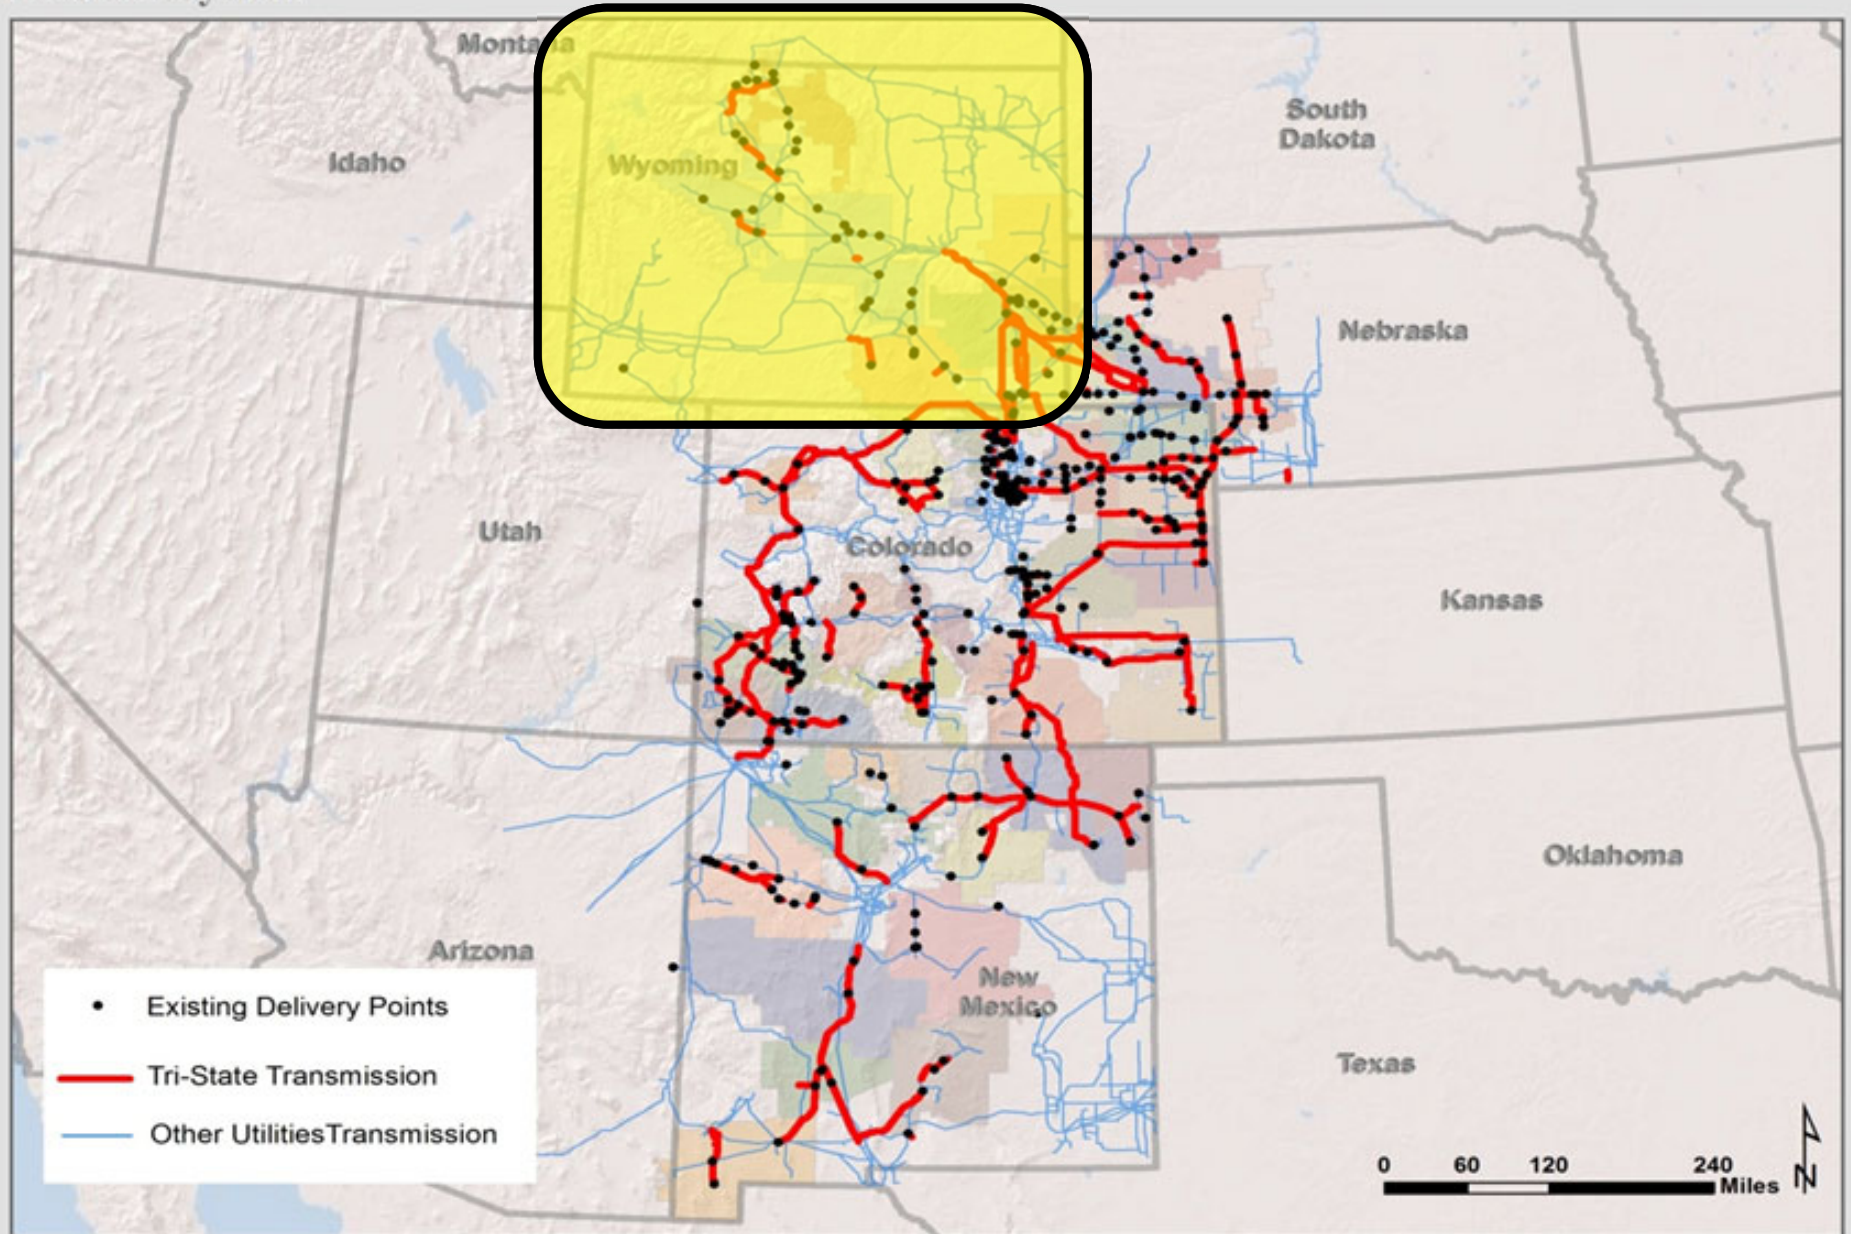 Montana
Idaho
Wyoming
South
Dakota
Nebraska
Utah
Colorado
Kansas
Arizona
New
Mexico
Oklahoma
Texas
Existing Delivery Points
Tri-State Transmission
Other UtilitiesTransmission
0 60 120 240
Miles
N